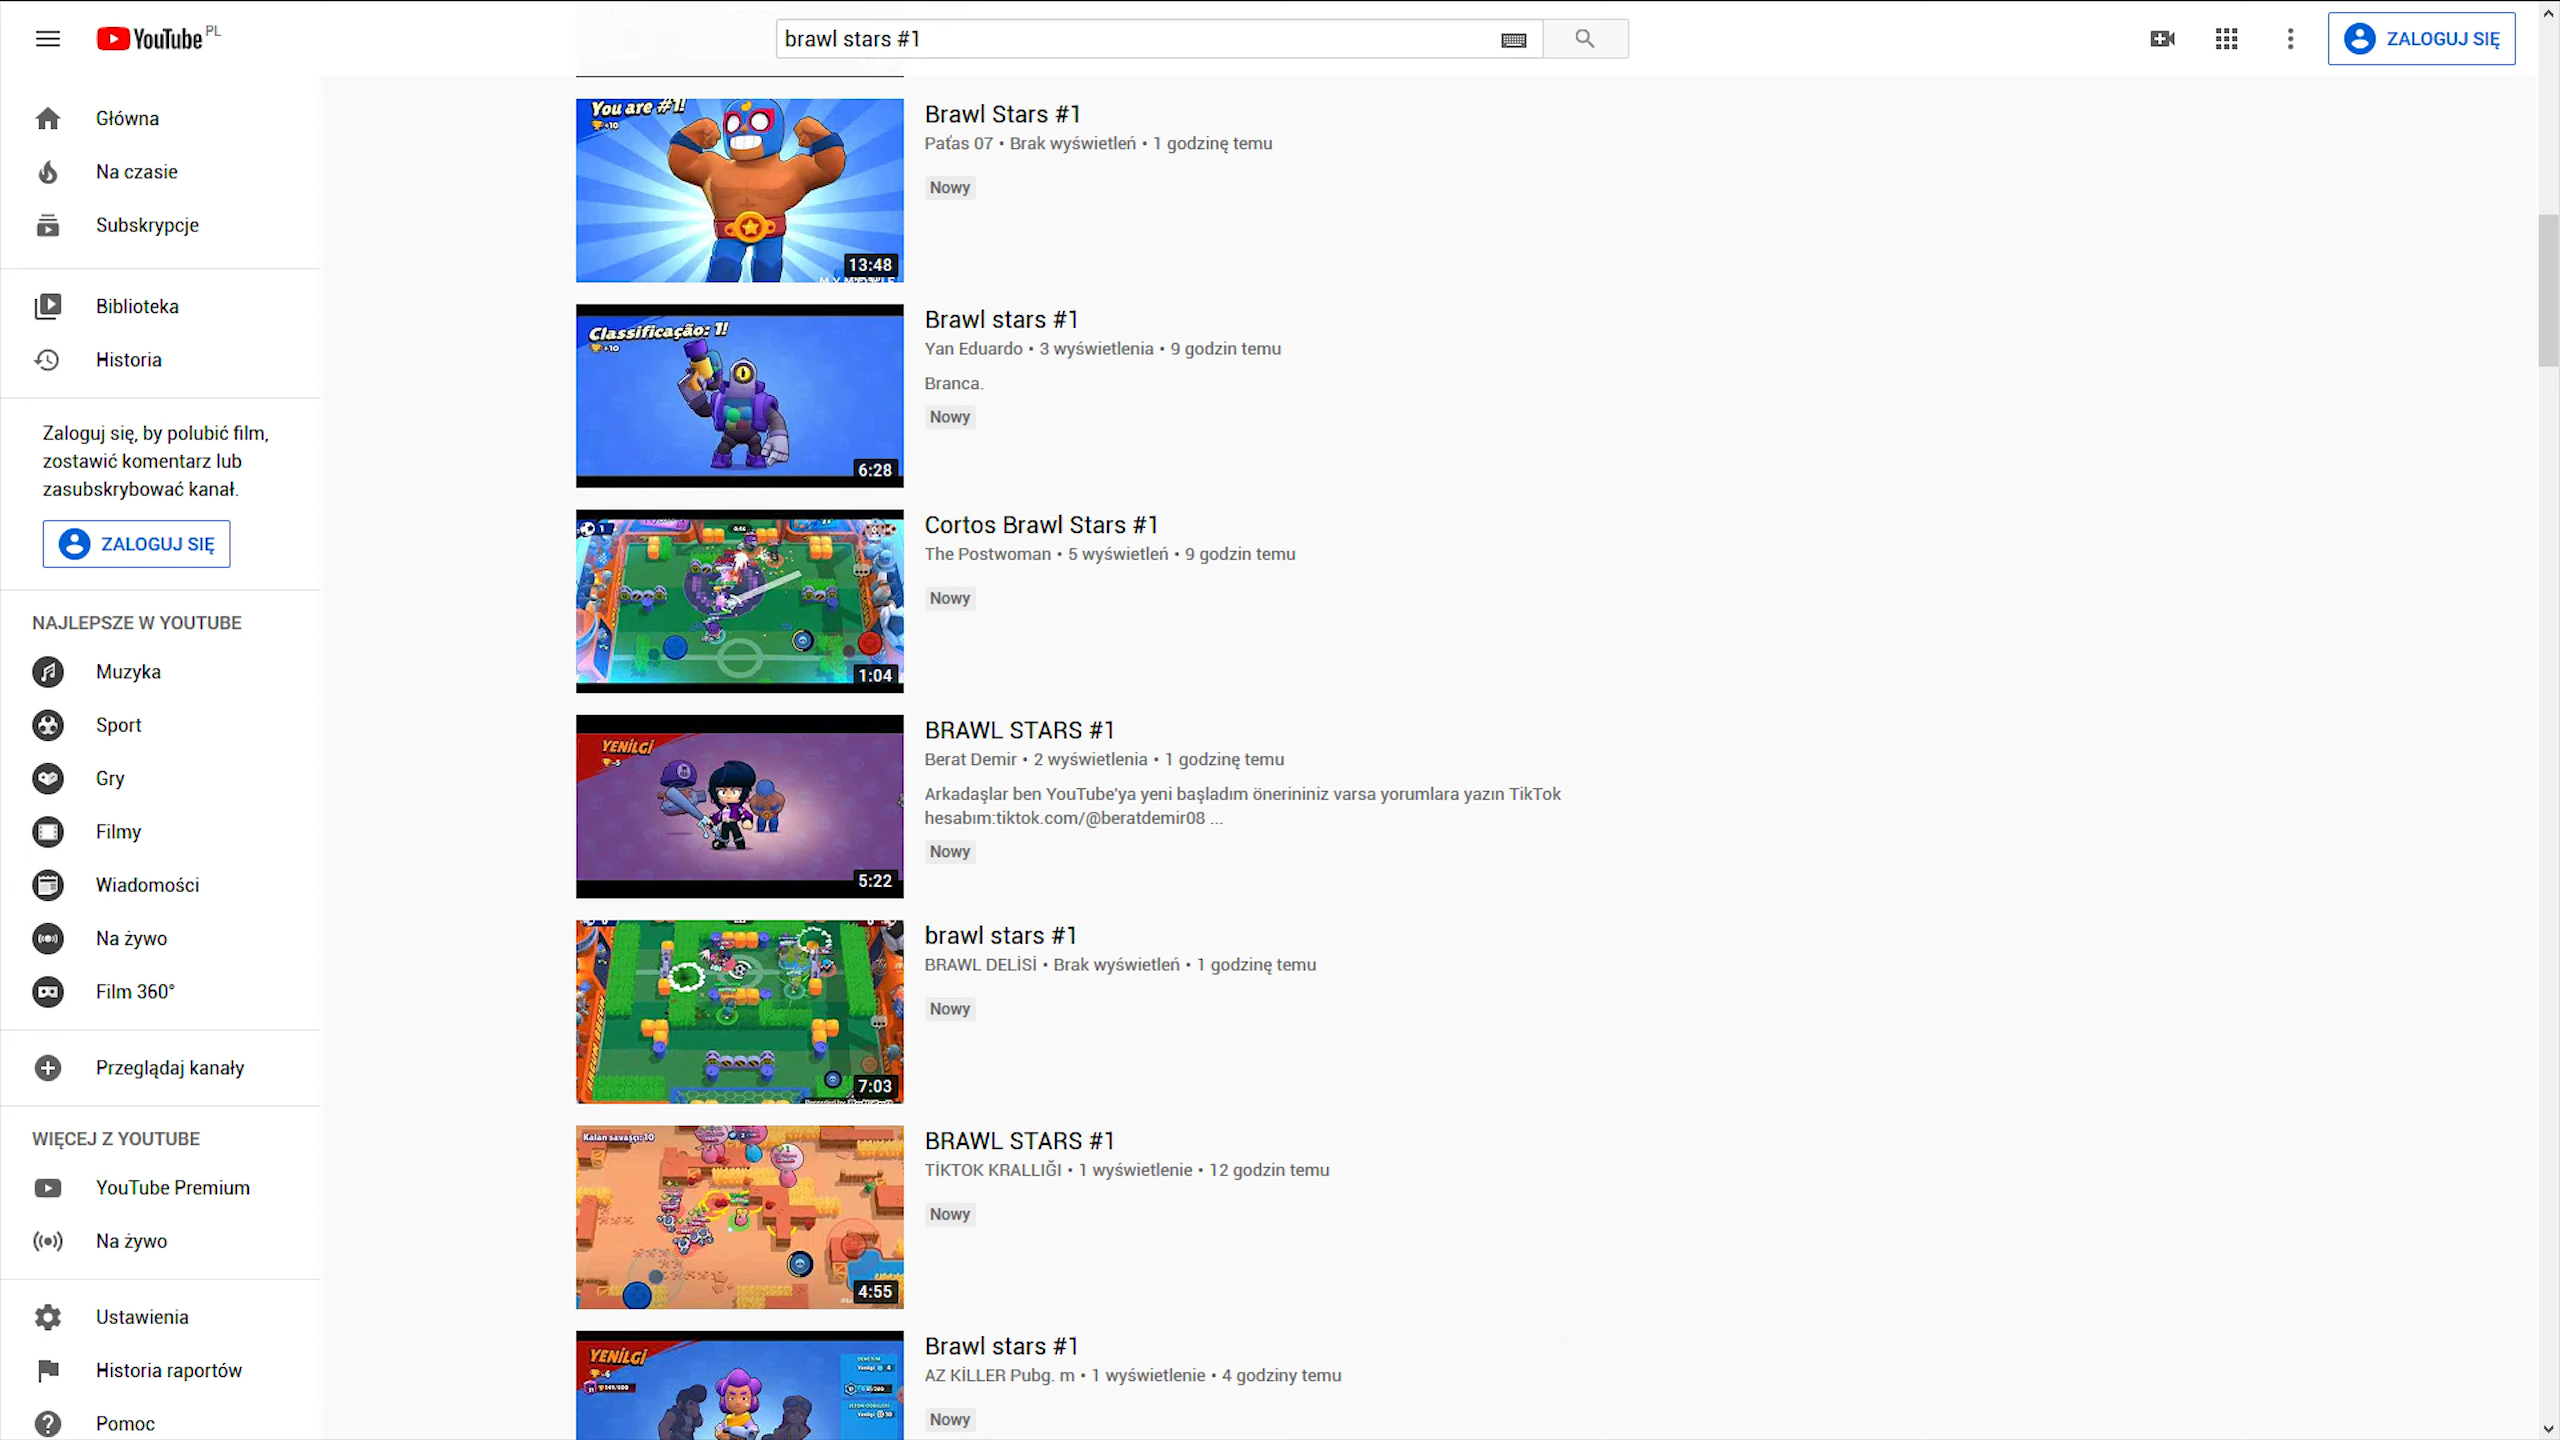 YouTube PL
brawl stars #1
ZALOGUJ SIĘ
Główna
Na czasie
Subskrypcje
Biblioteka
Historia
Zaloguj się, by polubić film,
zostawić komentarz lub
zasubskrybować kanał.
ZALOGUJ SIĘ
NAJLEPSZE W YOUTUBE
Muzyka
Sport
Gry
Filmy
Wiadomości
Na żywo
Film 360°
Przeglądaj kanały
WIĘCEJ Z YOUTUBE
YouTube Premium
Na żywo
Ustawienia
Historia raportów
Pomoc
You are #1!
+10
13:48
Brawl Stars #1
Paťas 07 • Brak wyświetleń • 1 godzinę temu
Nowy
Classificação: 1!
+10
6:28
Brawl stars #1
Yan Eduardo • 3 wyświetlenia • 9 godzin temu
Branca.
Nowy
1:04
Cortos Brawl Stars #1
The Postwoman • 5 wyświetleń • 9 godzin temu
Nowy
YENİLGİ
-5
5:22
BRAWL STARS #1
Berat Demir • 2 wyświetlenia • 1 godzinę temu
Arkadaşlar ben YouTube'ya yeni başladım önerininiz varsa yorumlara yazın TikTok
hesabım:tiktok.com/@beratdemir08 ...
Nowy
7:03
brawl stars #1
BRAWL DELİSİ • Brak wyświetleń • 1 godzinę temu
Nowy
Kalan savaşçı: 10
4:55
BRAWL STARS #1
TİKTOK KRALLIĞI • 1 wyświetlenie • 12 godzin temu
Nowy
YENİLGİ
-6
Brawl stars #1
AZ KİLLER Pubg. m • 1 wyświetlenie • 4 godziny temu
Nowy